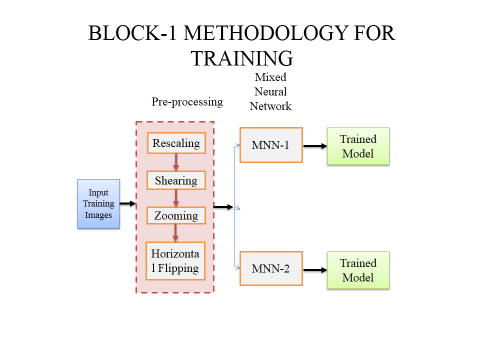 BLOCK-1 METHODOLOGY FOR
TRAINING
Mixed
Neural
Network
Pre-processing
Rescaling
Shearing
Zooming
Horizonta
l Flipping
Input
Training
Images
MNN-1
Trained
Model
MNN-2
Trained
Model